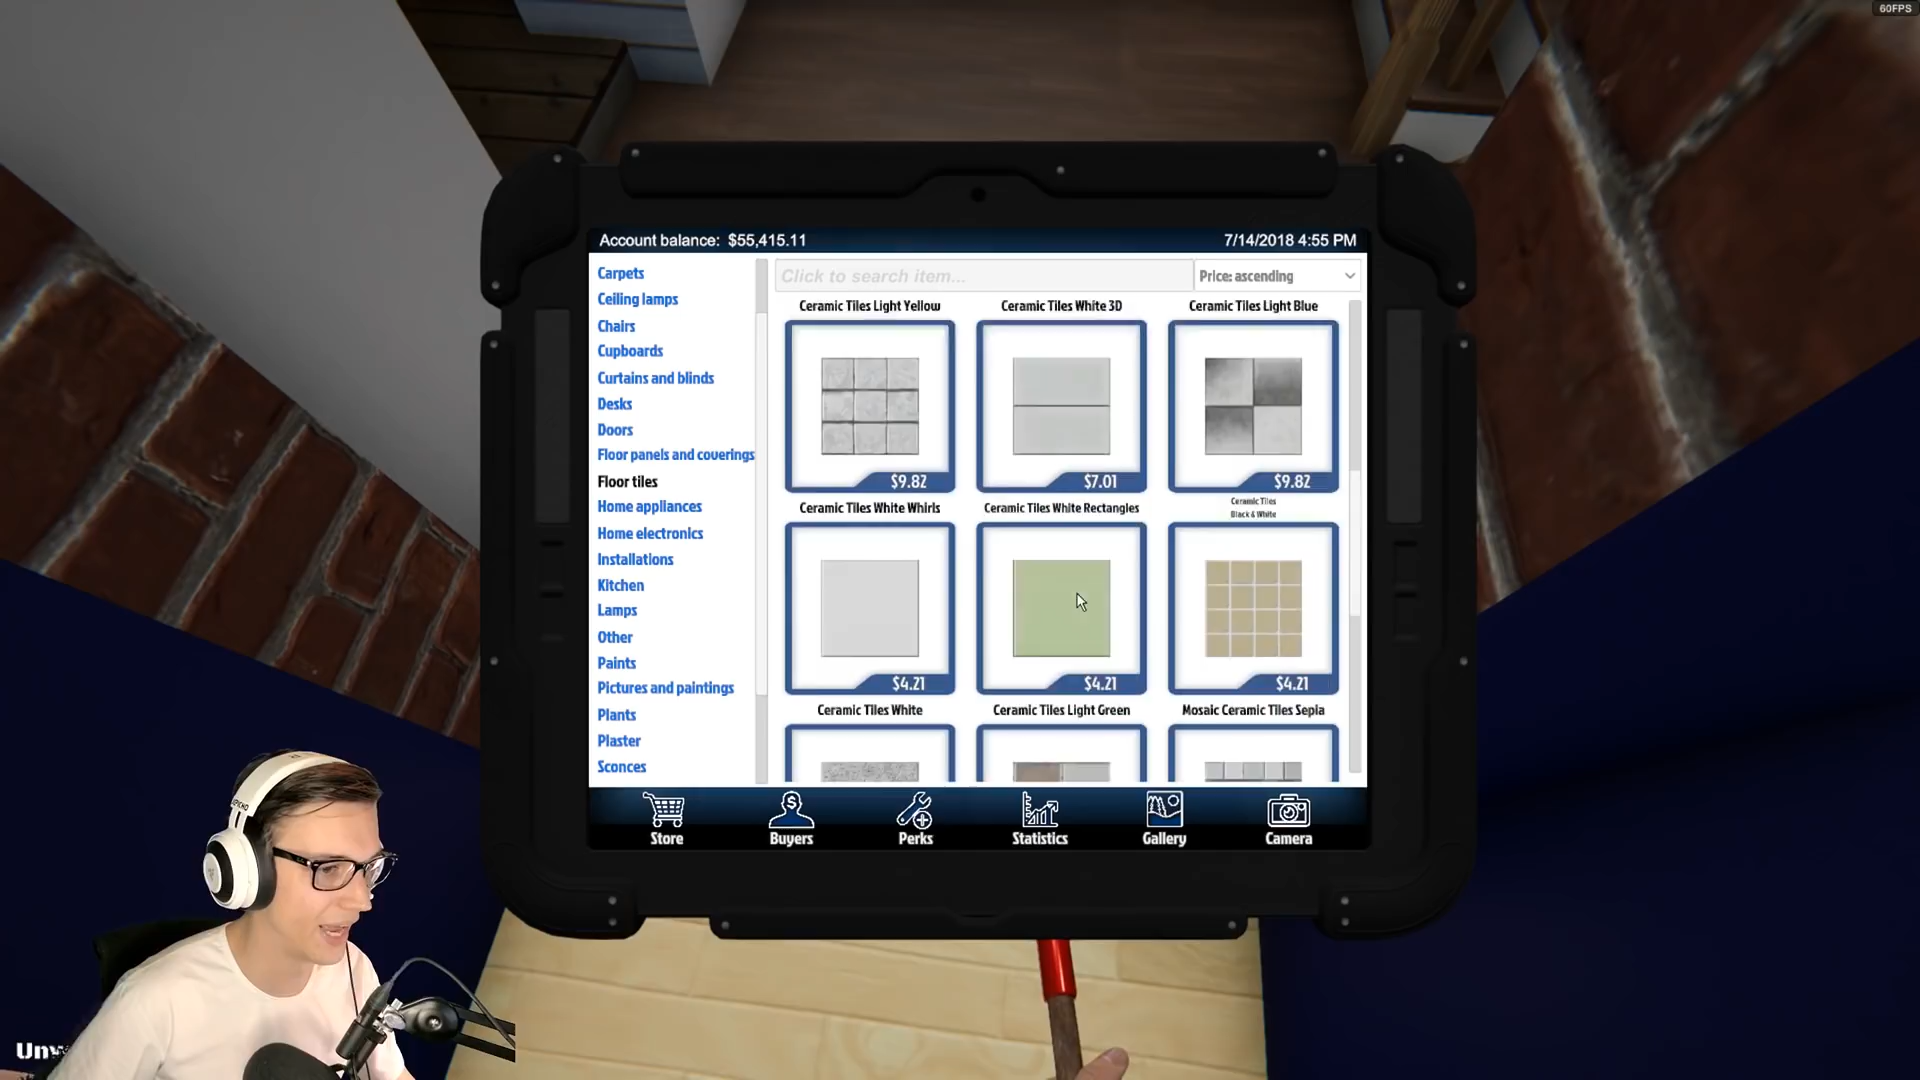 60FPS
Account balance: $55,415.11
7/14/2018 4:55 PM
Carpets
Ceiling lamps
Chairs
Cupboards
Curtains and blinds
Desks
Doors
Floor panels and coverings
Floor tiles
Home appliances
Home electronics
Installations
Kitchen
Lamps
Other
Paints
Pictures and paintings
Plants
Plaster
Sconces
Click to search item...
Price: ascending
Ceramic Tiles Light Yellow
Ceramic Tiles White 3D
Ceramic Tiles Light Blue
$9.82
$7.01
$9.82
Ceramic Tiles White Whirls
Ceramic Tiles White Rectangles
Ceramic Tiles
Black & White
$4.21
$4.21
$4.21
Ceramic Tiles White
Ceramic Tiles Light Green
Mosaic Ceramic Tiles Sepia
Store
Buyers
Perks
Statistics
Gallery
Camera